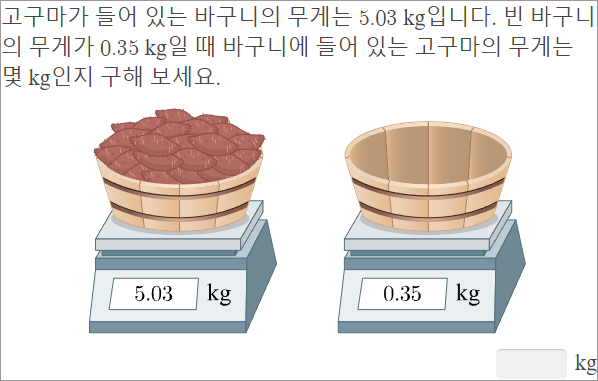 고구마가 들어 있는 바구니의 무게는 5.03 kg입니다. 빈 바구니
의 무게가 0.35 kg일 때 바구니에 들어 있는 고구마의 무게는
몇 kg인지 구해 보세요.
5.03 kg
0.35 kg
kg